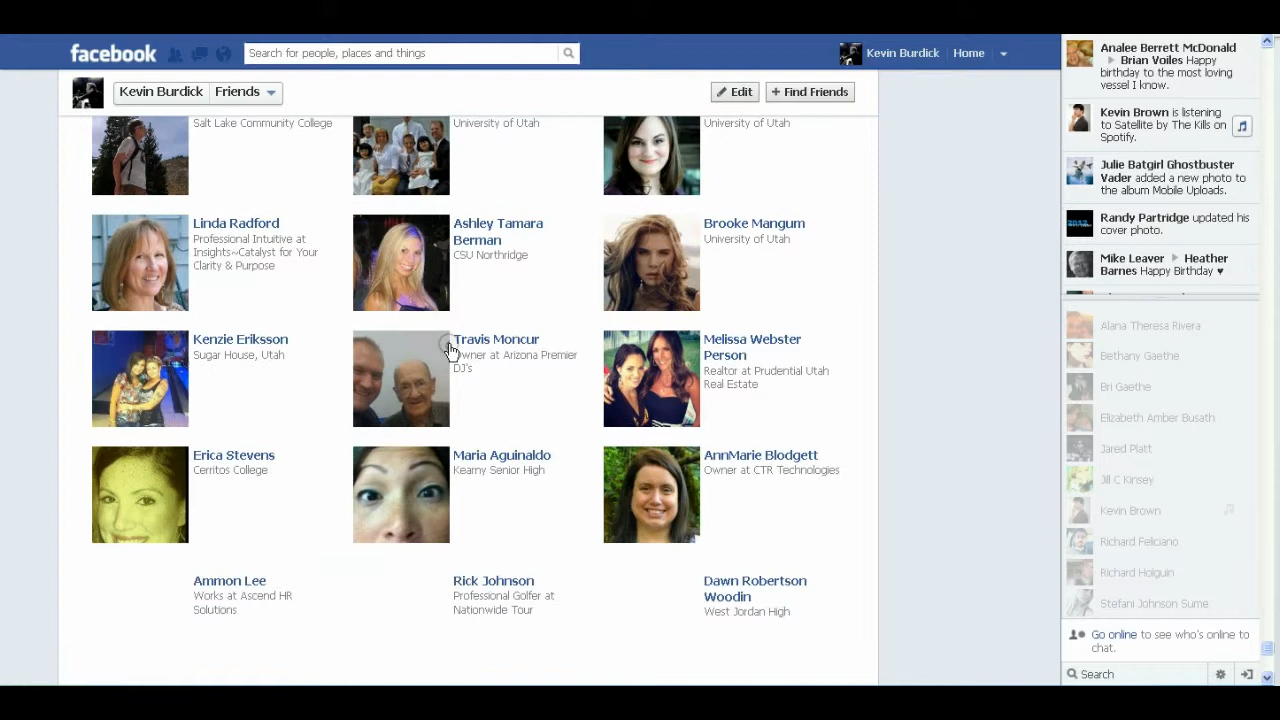 facebook
Search for people, places and things
Kevin Burdick Home
Kevin Burdick Friends
Edit
Find Friends
Salt Lake Community College
University of Utah
University of Utah
Linda Radford
Professional Intuitive at
Insights~Catalyst for Your
Clarity & Purpose
Ashley Tamara
Berman
CSU Northridge
Brooke Mangum
University of Utah
Kenzie Eriksson
Sugar House, Utah
Travis Moncur
Owner at Arizona Premier
DJ's
Melissa Webster
Person
Realtor at Prudential Utah
Real Estate
Erica Stevens
Cerritos College
Maria Aguinaldo
Kearny Senior High
AnnMarie Blodgett
Owner at CTR Technologies
Ammon Lee
Works at Ascend HR
Solutions
Rick Johnson
Professional Golfer at
Nationwide Tour
Dawn Robertson
Woodin
West Jordan High
Analee Berrett McDonald
Brian Voiles Happy
birthday to the most loving
vessel I know.
Kevin Brown is listening
to Satellite by The Kills on
Spotify.
Julie Batgirl Ghostbuster
Vader added a new photo to
the album Mobile Uploads.
Randy Partridge updated his
cover photo.
Mike Leaver Heather
Barnes Happy Birthday ♥
Alana Theresa Rivera
Bethany Gaethe
Bri Gaethe
Elizabeth Amber Busath
Jared Platt
Jill C Kinsey
Kevin Brown
Richard Feliciano
Richard Holguin
Stefani Johnson Sume
Go online to see who's online to
chat.
Search